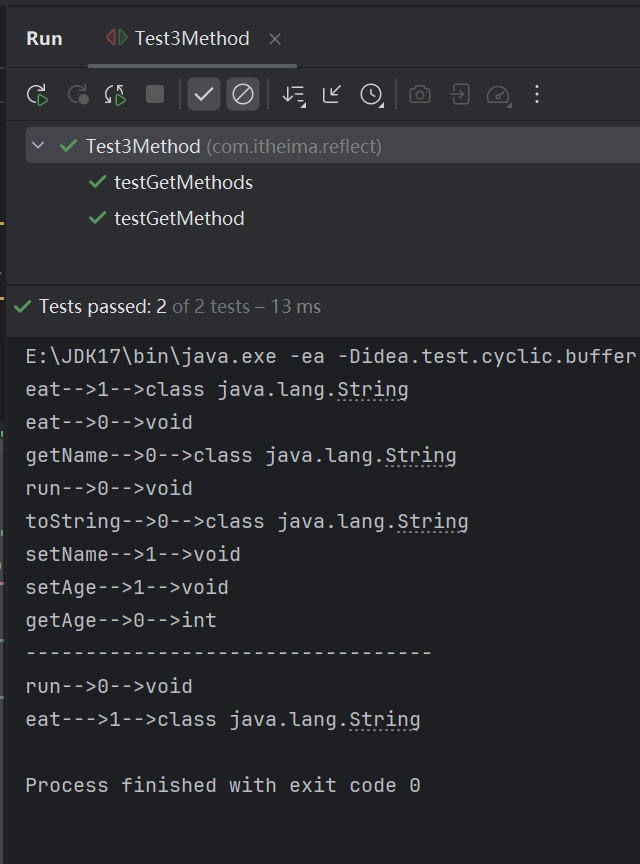 Run Test3Method
Test3Method (com.itheima.reflect)
testGetMethods
testGetMethod
Tests passed: 2 of 2 tests – 13 ms
E:\JDK17\bin\java.exe -ea -Didea.test.cyclic.buffer
eat-->1-->class java.lang.String
eat-->0-->void
getName-->0-->class java.lang.String
run-->0-->void
toString-->0-->class java.lang.String
setName-->1-->void
setAge-->1-->void
getAge-->0-->int
----------------------------------
run-->0-->void
eat--->1-->class java.lang.String
Process finished with exit code 0